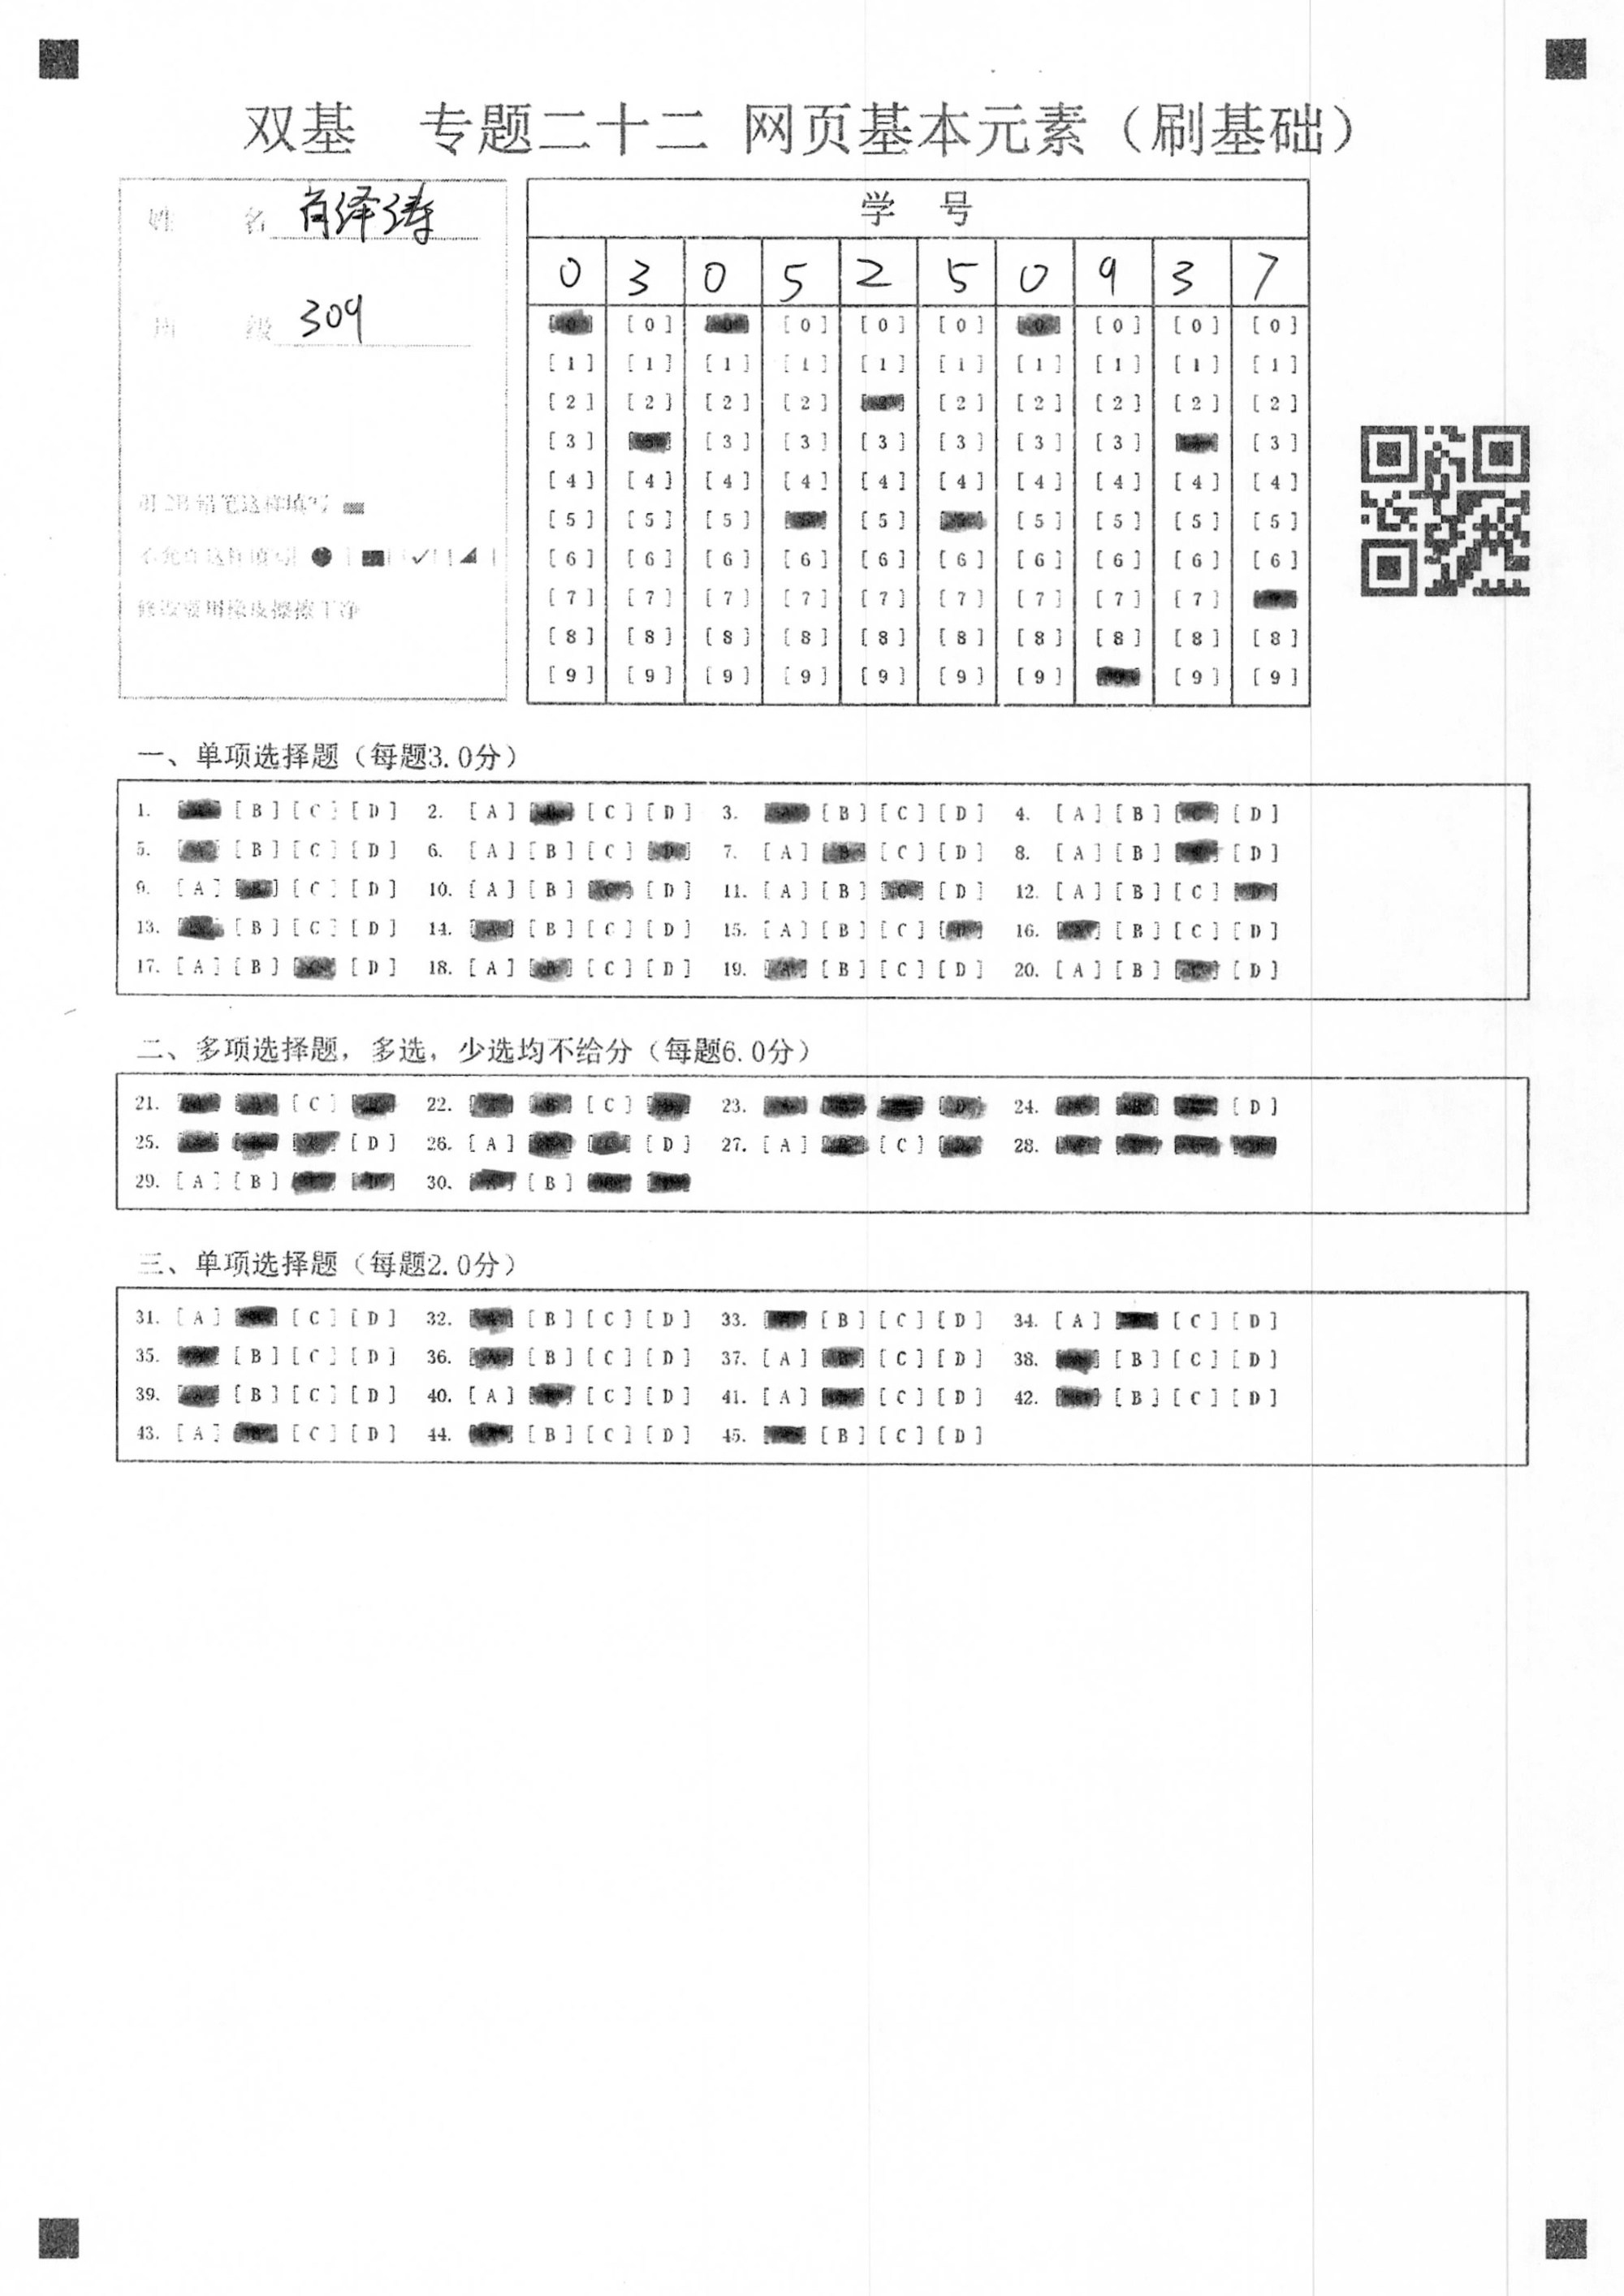 双基 专题二十二 网页基本元素（刷基础）
姓 名 肖泽涛
班 级 309
用2B铅笔这样填写
不允许这样填写
修改要用橡皮擦擦干净
学 号
0 3 0 5 2 5 0 9 3 7
[0] [0] [0] [0] [0] [0] [0] [0] [0] [0]
[1] [1] [1] [1] [1] [1] [1] [1] [1] [1]
[2] [2] [2] [2] [2] [2] [2] [2] [2]
[3] [3] [3] [3] [3] [3] [3] [3]
[4] [4] [4] [4] [4] [4] [4] [4] [4] [4]
[5] [5] [5] [5] [5] [5] [5] [5]
[6] [6] [6] [6] [6] [6] [6] [6] [6] [6]
[7] [7] [7] [7] [7] [7] [7] [7] [7]
[8] [8] [8] [8] [8] [8] [8] [8] [8] [8]
[9] [9] [9] [9] [9] [9] [9] [9] [9]
一、单项选择题（每题3.0分）
1. [A] [B] [C] [D] 2. [A] [B] [C] [D] 3. [A] [B] [C] [D] 4. [A] [B] [C] [D]
5. [A] [B] [C] [D] 6. [A] [B] [C] [D] 7. [A] [B] [C] [D] 8. [A] [B] [C] [D]
9. [A] [B] [C] [D] 10. [A] [B] [C] [D] 11. [A] [B] [C] [D] 12. [A] [B] [C] [D]
13. [A] [B] [C] [D] 14. [A] [B] [C] [D] 15. [A] [B] [C] [D] 16. [A] [B] [C] [D]
17. [A] [B] [C] [D] 18. [A] [B] [C] [D] 19. [A] [B] [C] [D] 20. [A] [B] [C] [D]
二、多项选择题，多选，少选均不给分（每题6.0分）
21. [A] [B] [C] [D] 22. [A] [B] [C] [D] 23. [A] [B] [C] [D] 24. [A] [B] [C] [D]
25. [A] [B] [C] [D] 26. [A] [B] [C] [D] 27. [A] [B] [C] [D] 28. [A] [B] [C] [D]
29. [A] [B] [C] [D] 30. [A] [B] [C] [D]
三、单项选择题（每题2.0分）
31. [A] [B] [C] [D] 32. [A] [B] [C] [D] 33. [A] [B] [C] [D] 34. [A] [B] [C] [D]
35. [A] [B] [C] [D] 36. [A] [B] [C] [D] 37. [A] [B] [C] [D] 38. [A] [B] [C] [D]
39. [A] [B] [C] [D] 40. [A] [B] [C] [D] 41. [A] [B] [C] [D] 42. [A] [B] [C] [D]
43. [A] [B] [C] [D] 44. [A] [B] [C] [D] 45. [A] [B] [C] [D]